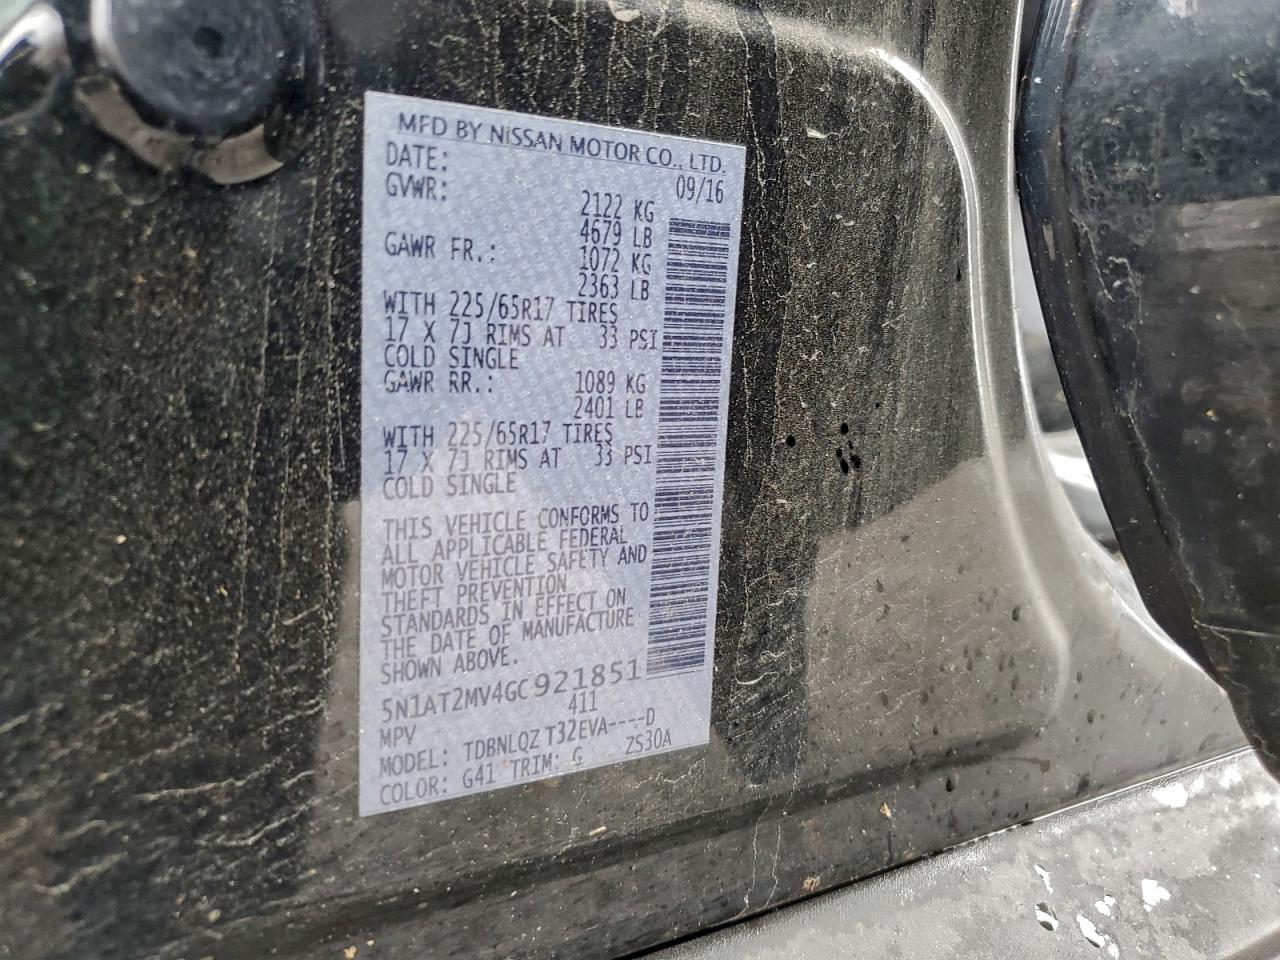 MFD BY NISSAN MOTOR CO., LTD.
DATE: 09/16
GVWR: 2122 KG
4679 LB
GAWR FR.: 1072 KG
2363 LB
WITH 225/65R17 TIRES
17 X 7J RIMS AT 33 PSI
COLD SINGLE
GAWR RR.: 1089 KG
2401 LB
WITH 225/65R17 TIRES
17 X 7J RIMS AT 33 PSI
COLD SINGLE
THIS VEHICLE CONFORMS TO
ALL APPLICABLE FEDERAL
MOTOR VEHICLE SAFETY AND
THEFT PREVENTION
STANDARDS IN EFFECT ON
THE DATE OF MANUFACTURE
SHOWN ABOVE.
5N1AT2MV4GC921851
MPV 411
MODEL: TDBNLQZ T32EVA----D
COLOR: G41 TRIM: G ZS30A